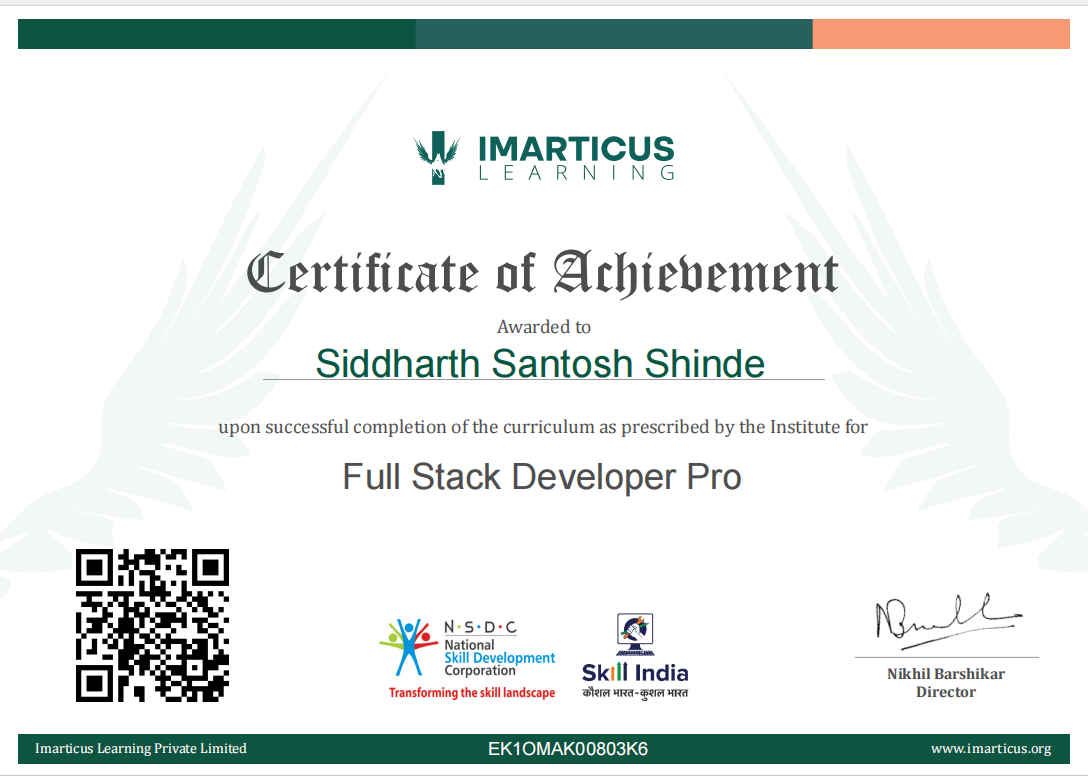 IMARTICUS
LEARNING
Certificate of Achievement
Awarded to
Siddharth Santosh Shinde
upon successful completion of the curriculum as prescribed by the Institute for
Full Stack Developer Pro
N·S·D·C
National
Skill Development
Corporation
Transforming the skill landscape
Skill India
कौशल भारत-कुशल भारत
Nikhil Barshikar
Director
Imarticus Learning Private Limited
EK1OMAK00803K6
www.imarticus.org